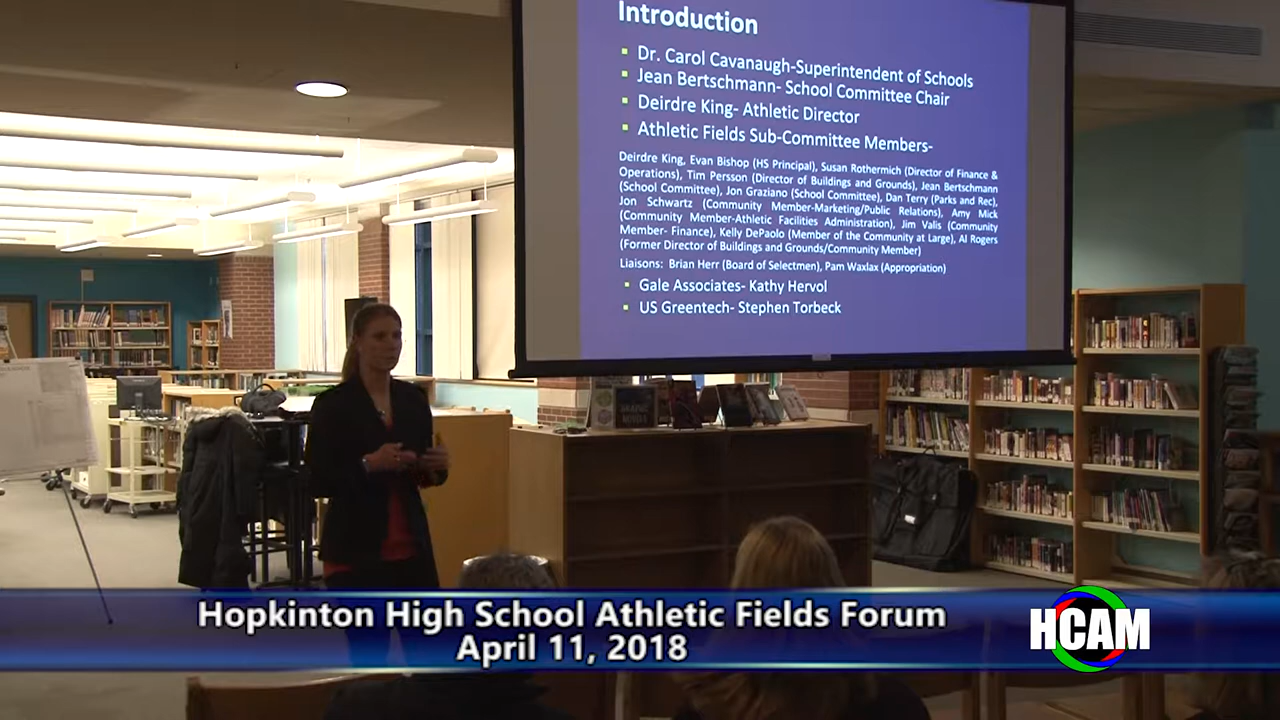 Introduction
Dr. Carol Cavanaugh-Superintendent of Schools
Jean Bertschmann- School Committee Chair
Deirdre King- Athletic Director
Athletic Fields Sub-Committee Members-
Deirdre King, Evan Bishop (HS Principal), Susan Rothermich (Director of Finance &
Operations), Tim Persson (Director of Buildings and Grounds), Jean Bertschmann
(School Committee), Jon Graziano (School Committee), Dan Terry (Parks and Rec),
Jon Schwartz (Community Member-Marketing/Public Relations), Amy Mick
(Community Member-Athletic Facilities Administration), Jim Valis (Community
Member- Finance), Kelly DePaolo (Member of the Community at Large), Al Rogers
(Former Director of Buildings and Grounds/Community Member)
Liaisons: Brian Herr (Board of Selectmen), Pam Waxlax (Appropriation)
Gale Associates- Kathy Hervol
US Greentech- Stephen Torbeck
Hopkinton High School Athletic Fields Forum
April 11, 2018
HCAM